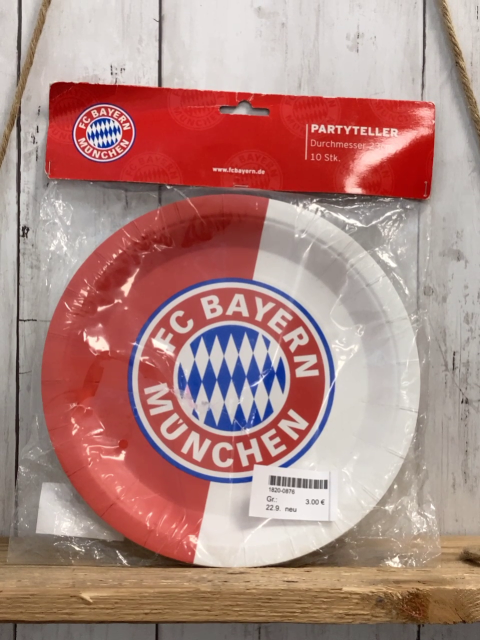 FC BAYERN
MÜNCHEN
PARTYTELLER
Durchmesser
10 Stk.
www.fcbayern.de
FC BAYERN
MÜNCHEN
1620-0876
Gr.: 3.00 €
22.9. neu